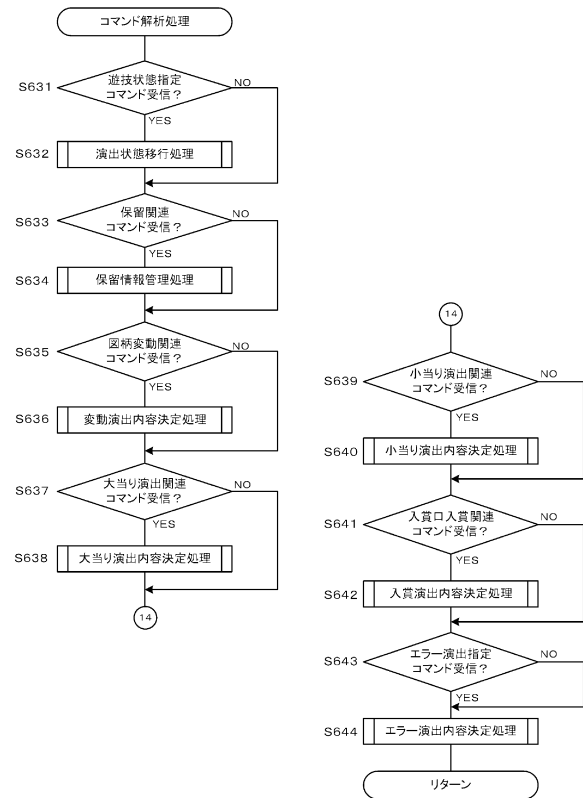 コマンド解析処理
S631
遊技状態指定
コマンド受信？
NO
YES
S632
演出状態移行処理
S633
保留関連
コマンド受信？
NO
YES
S634
保留情報管理処理
S635
図柄変動関連
コマンド受信？
NO
YES
S636
変動演出内容決定処理
S637
大当り演出関連
コマンド受信？
NO
YES
S638
大当り演出内容決定処理
14
14
S639
小当り演出関連
コマンド受信？
NO
YES
S640
小当り演出内容決定処理
S641
入賞口入賞関連
コマンド受信？
NO
YES
S642
入賞演出内容決定処理
S643
エラー演出指定
コマンド受信？
NO
YES
S644
エラー演出内容決定処理
リターン